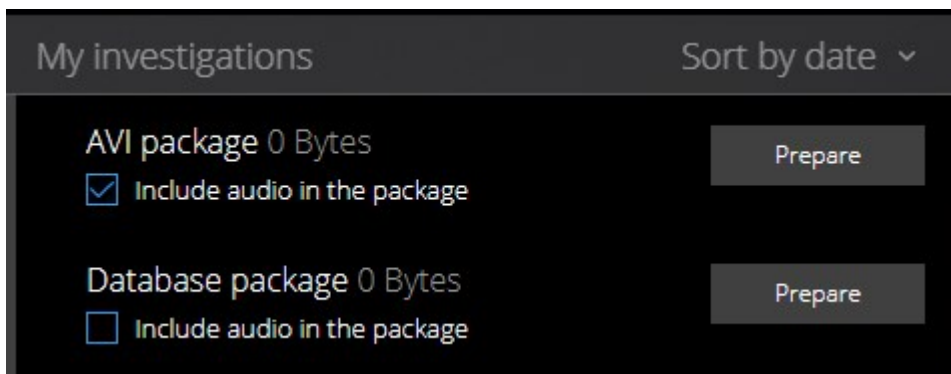 My investigations Sort by date
AVI package 0 Bytes Prepare
Include audio in the package
Database package 0 Bytes Prepare
Include audio in the package